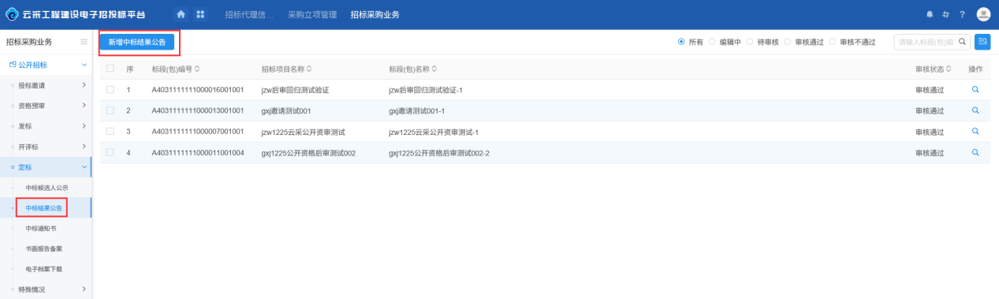 云采工程建设电子招投标平台 招标代理信... 采购立项管理 招标采购业务
招标采购业务 新增中标结果公告 所有 编辑中 待审核 审核通过 审核不通过 请输入标段(包)编
公开招标 序 标段(包)编号 招标项目名称 标段(包)名称 审核状态 操作
投标邀请 1 A4031111111000016001001 jzw后审回归测试验证 jzw后审回归测试验证-1 审核通过
资格预审 2 A4031111111000013001001 gxj邀请测试001 gxj邀请测试001-1 审核通过
发标 3 A4031111111000007001001 jzw1225云采公开资审测试 jzw1225云采公开资审测试-1 审核通过
开评标 4 A4031111111000011001004 gxj1225公开资格后审测试002 gxj1225公开资格后审测试002-2 审核通过
定标
中标候选人公示
中标结果公告
中标通知书
书面报告备案
电子档案下载
特殊情况